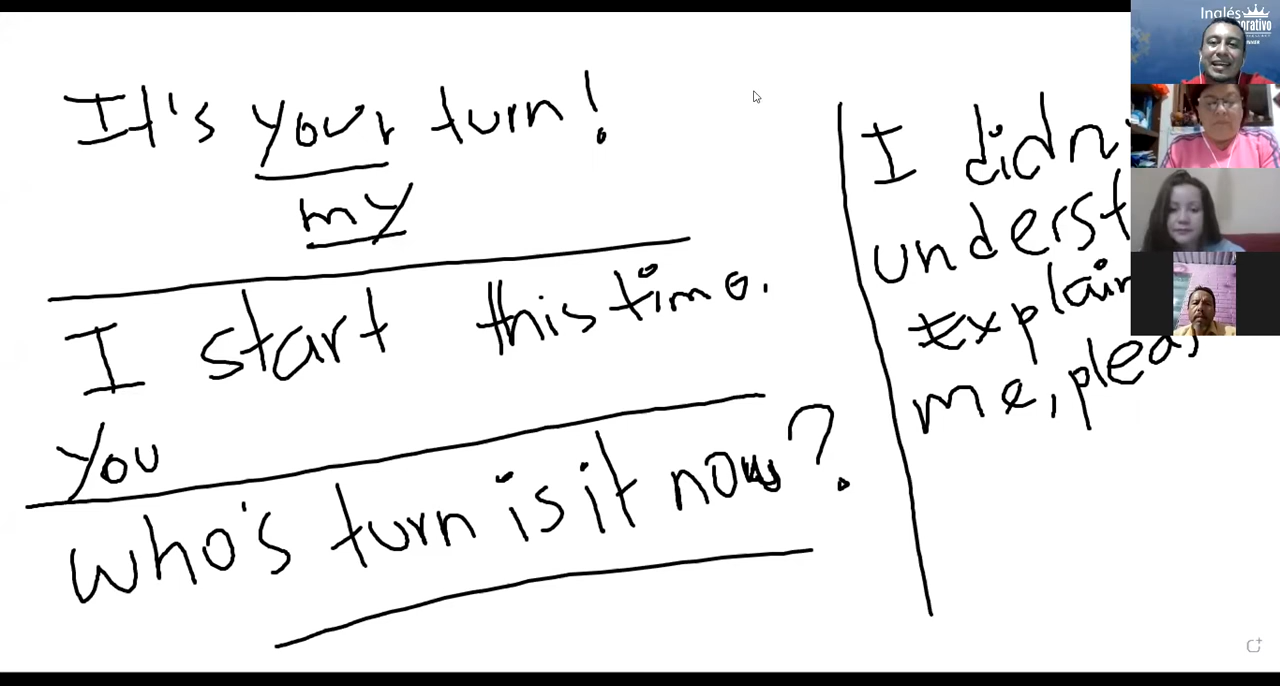 It's your turn!
my
I start this time.
You
who's turn is it now?
I didn
underst
explain
me, pleas
Inglés